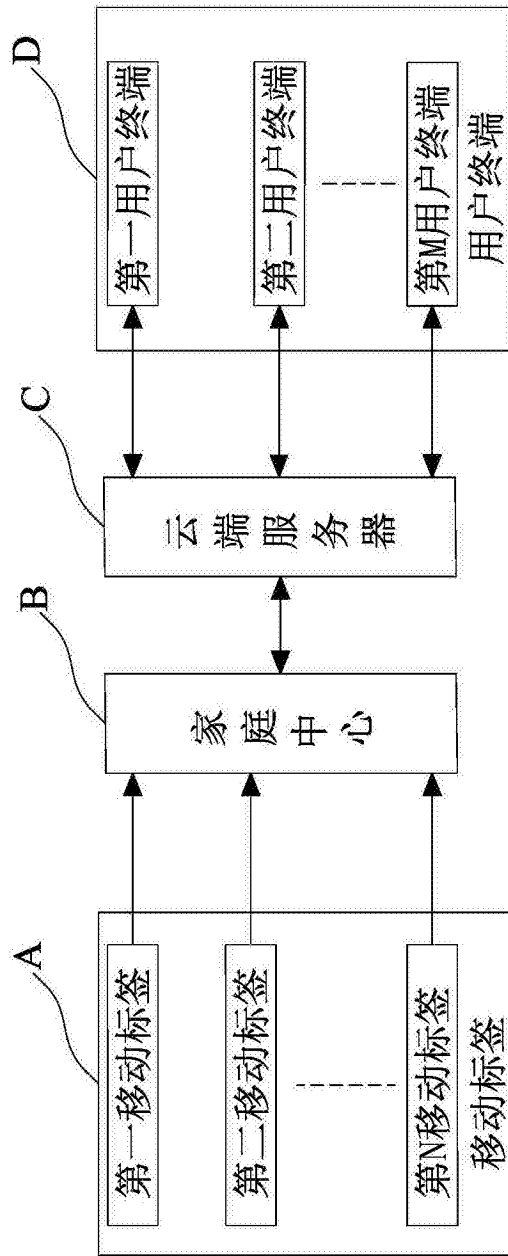 A
第一移动标签
第二移动标签
第N移动标签
移动标签
B
家庭中心
C
云端服务器
D
第一用户终端
第二用户终端
第M用户终端
用户终端